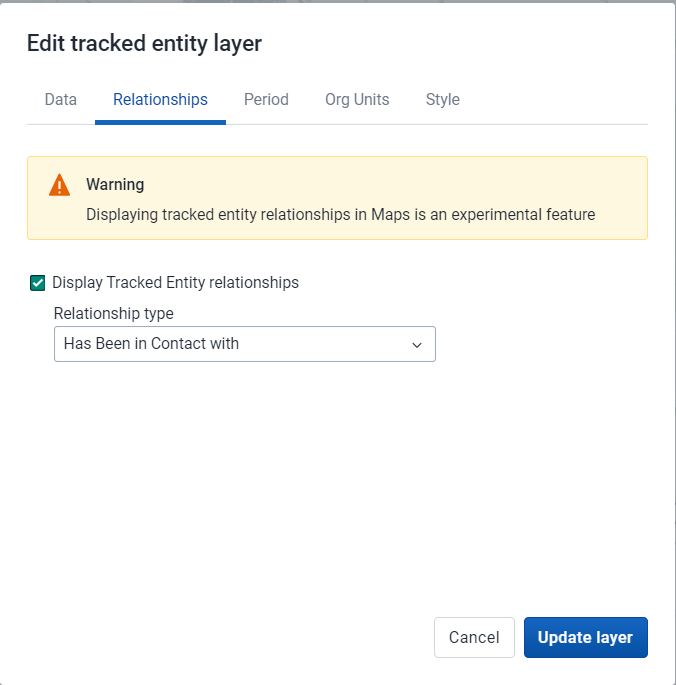 Edit tracked entity layer
Data Relationships Period Org Units Style
Warning
Displaying tracked entity relationships in Maps is an experimental feature
Display Tracked Entity relationships
Relationship type
Has Been in Contact with
Cancel Update layer